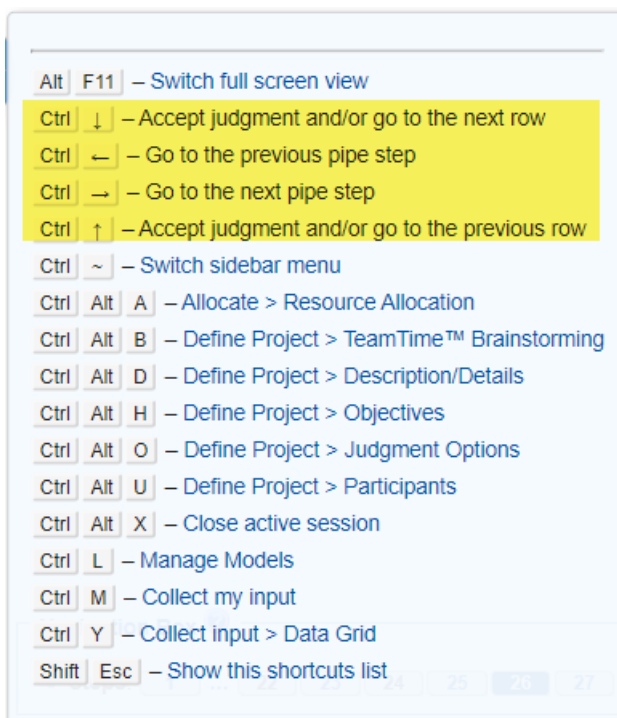 Alt F11 – Switch full screen view
Ctrl ↓ – Accept judgment and/or go to the next row
Ctrl ← – Go to the previous pipe step
Ctrl → – Go to the next pipe step
Ctrl ↑ – Accept judgment and/or go to the previous row
Ctrl ~ – Switch sidebar menu
Ctrl Alt A – Allocate > Resource Allocation
Ctrl Alt B – Define Project > TeamTime™ Brainstorming
Ctrl Alt D – Define Project > Description/Details
Ctrl Alt H – Define Project > Objectives
Ctrl Alt O – Define Project > Judgment Options
Ctrl Alt U – Define Project > Participants
Ctrl Alt X – Close active session
Ctrl L – Manage Models
Ctrl M – Collect my input
Ctrl Y – Collect input > Data Grid
Shift Esc – Show this shortcuts list
24 25 26 27